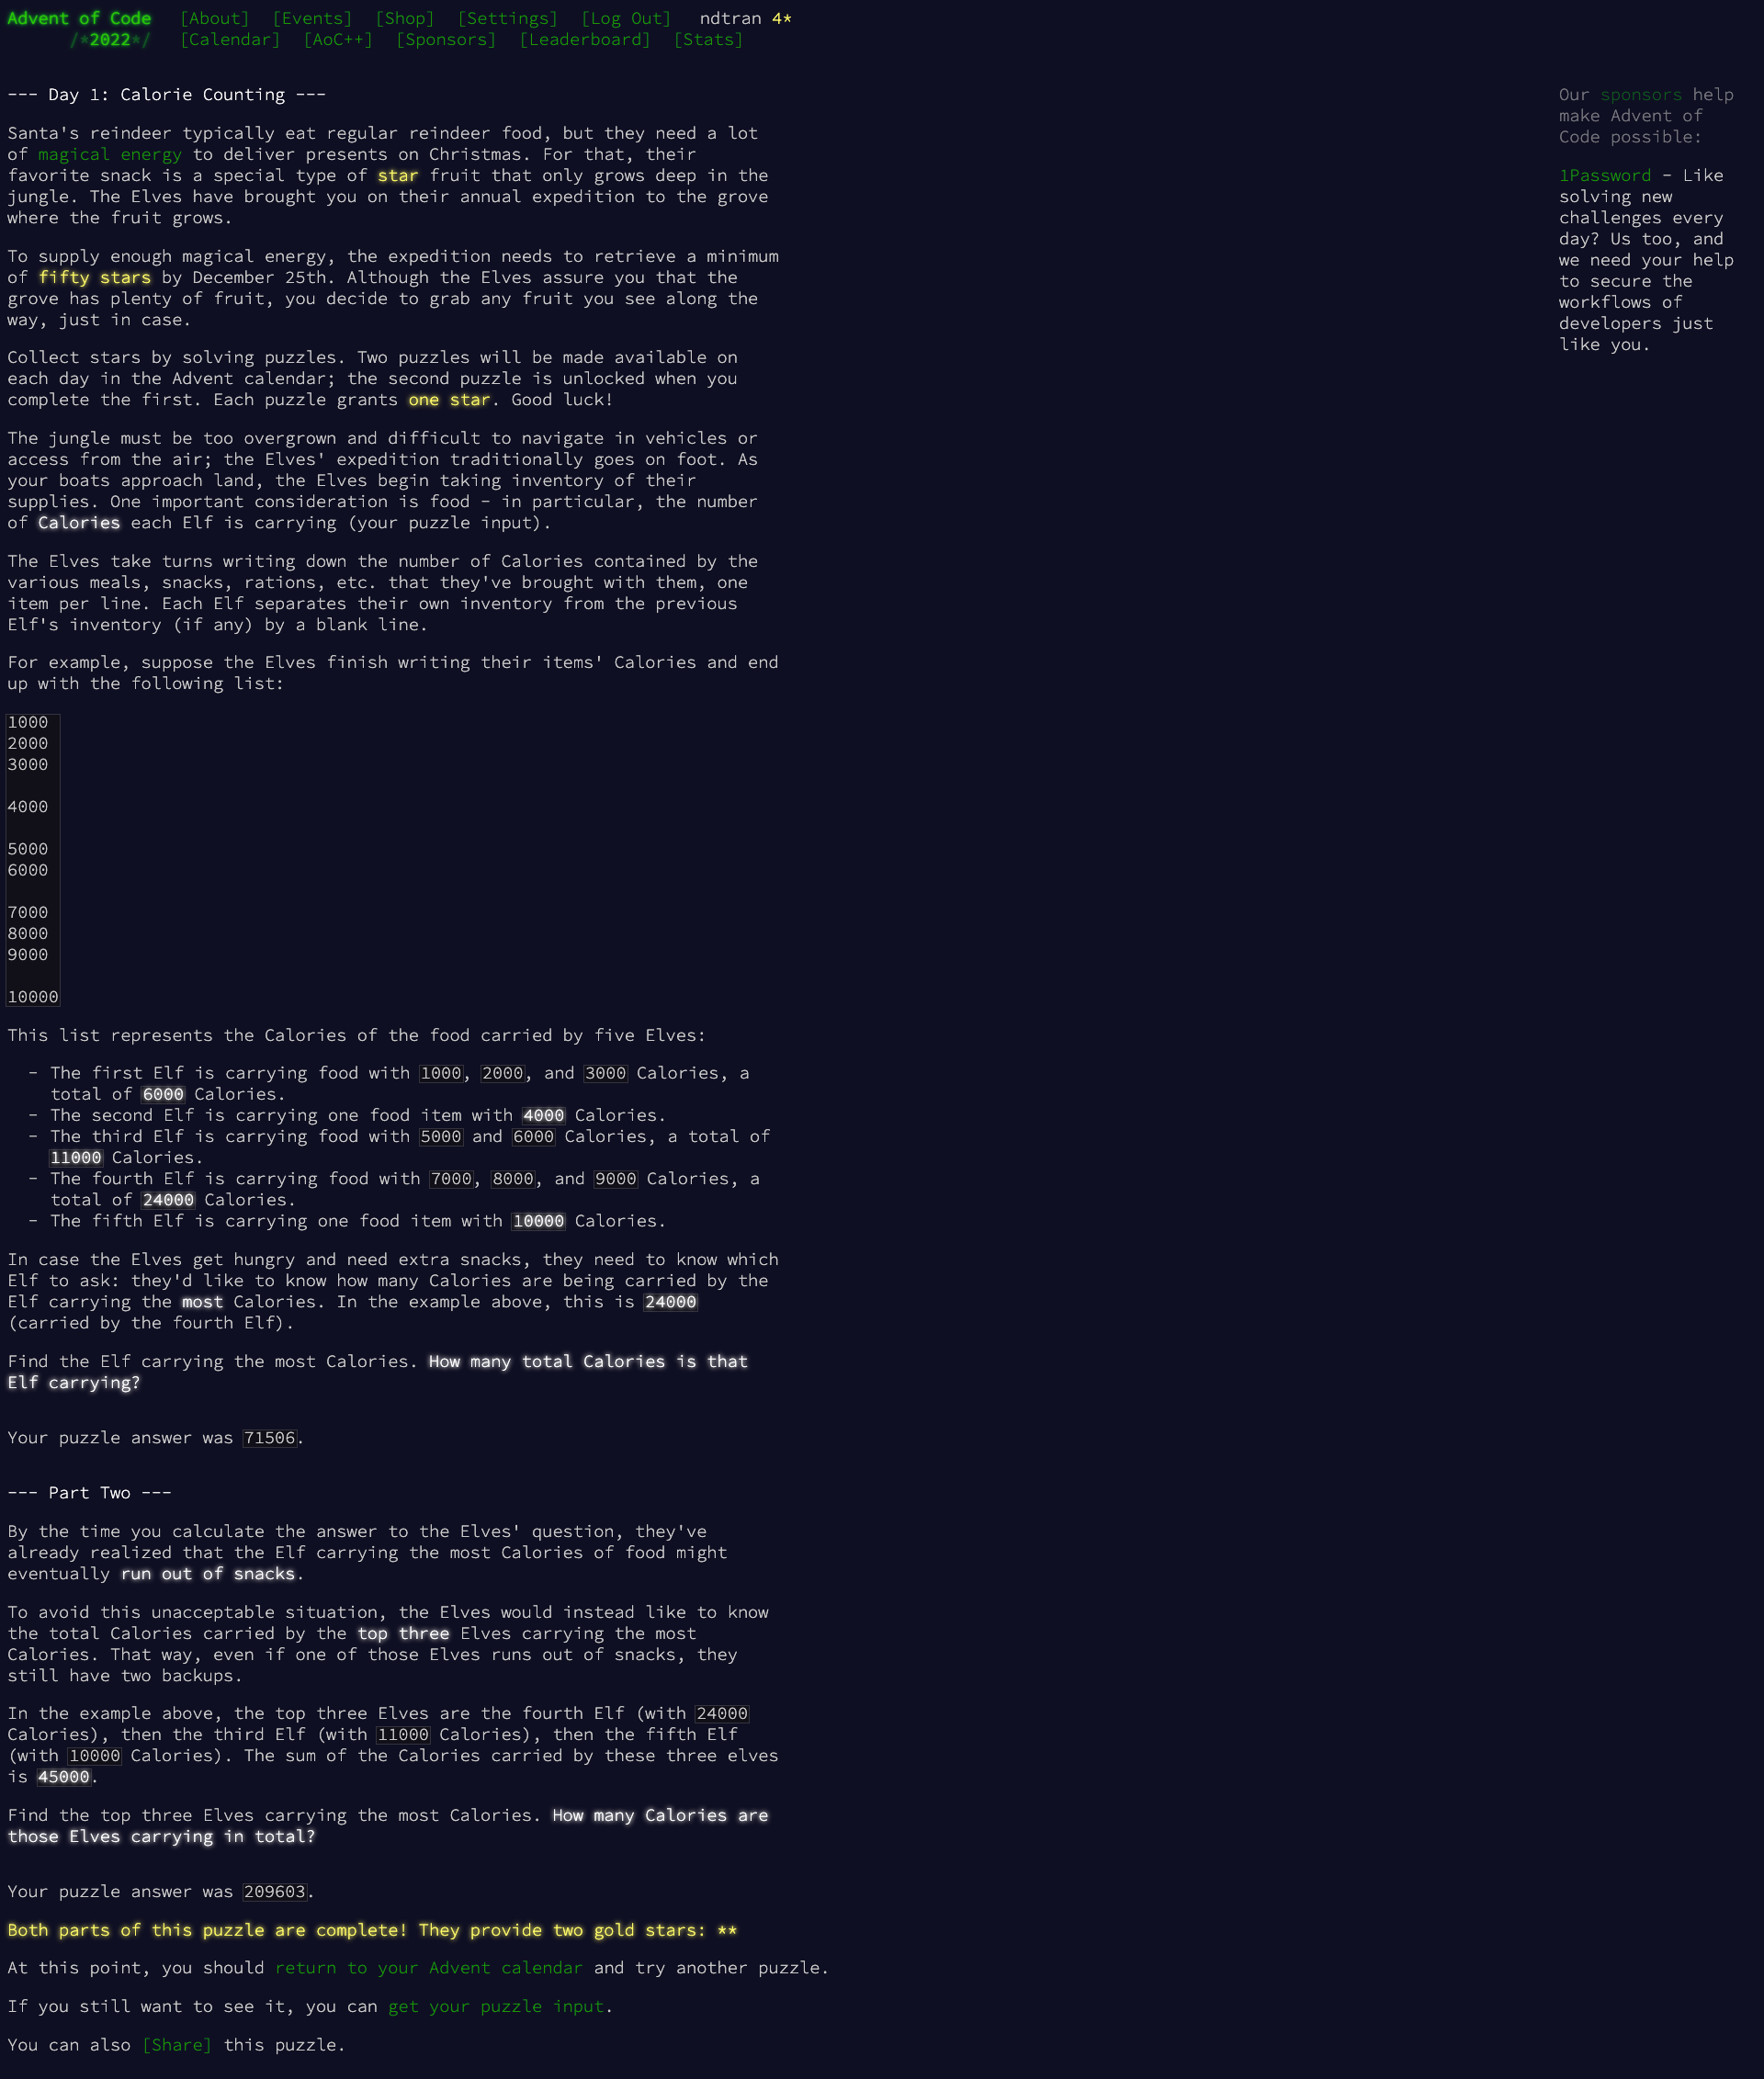 Advent of Code [About] [Events] [Shop] [Settings] [Log Out] ndtran 4*
/*2022*/ [Calendar] [AoC++] [Sponsors] [Leaderboard] [Stats]
--- Day 1: Calorie Counting ---
Santa's reindeer typically eat regular reindeer food, but they need a lot
of magical energy to deliver presents on Christmas. For that, their
favorite snack is a special type of star fruit that only grows deep in the
jungle. The Elves have brought you on their annual expedition to the grove
where the fruit grows.
To supply enough magical energy, the expedition needs to retrieve a minimum
of fifty stars by December 25th. Although the Elves assure you that the
grove has plenty of fruit, you decide to grab any fruit you see along the
way, just in case.
Collect stars by solving puzzles. Two puzzles will be made available on
each day in the Advent calendar; the second puzzle is unlocked when you
complete the first. Each puzzle grants one star. Good luck!
The jungle must be too overgrown and difficult to navigate in vehicles or
access from the air; the Elves' expedition traditionally goes on foot. As
your boats approach land, the Elves begin taking inventory of their
supplies. One important consideration is food - in particular, the number
of Calories each Elf is carrying (your puzzle input).
The Elves take turns writing down the number of Calories contained by the
various meals, snacks, rations, etc. that they've brought with them, one
item per line. Each Elf separates their own inventory from the previous
Elf's inventory (if any) by a blank line.
For example, suppose the Elves finish writing their items' Calories and end
up with the following list:
1000
2000
3000
4000
5000
6000
7000
8000
9000
10000
This list represents the Calories of the food carried by five Elves:
- The first Elf is carrying food with 1000, 2000, and 3000 Calories, a
total of 6000 Calories.
- The second Elf is carrying one food item with 4000 Calories.
- The third Elf is carrying food with 5000 and 6000 Calories, a total of
11000 Calories.
- The fourth Elf is carrying food with 7000, 8000, and 9000 Calories, a
total of 24000 Calories.
- The fifth Elf is carrying one food item with 10000 Calories.
In case the Elves get hungry and need extra snacks, they need to know which
Elf to ask: they'd like to know how many Calories are being carried by the
Elf carrying the most Calories. In the example above, this is 24000
(carried by the fourth Elf).
Find the Elf carrying the most Calories. How many total Calories is that
Elf carrying?
Your puzzle answer was 71506.
--- Part Two ---
By the time you calculate the answer to the Elves' question, they've
already realized that the Elf carrying the most Calories of food might
eventually run out of snacks.
To avoid this unacceptable situation, the Elves would instead like to know
the total Calories carried by the top three Elves carrying the most
Calories. That way, even if one of those Elves runs out of snacks, they
still have two backups.
In the example above, the top three Elves are the fourth Elf (with 24000
Calories), then the third Elf (with 11000 Calories), then the fifth Elf
(with 10000 Calories). The sum of the Calories carried by these three elves
is 45000.
Find the top three Elves carrying the most Calories. How many Calories are
those Elves carrying in total?
Your puzzle answer was 209603.
Both parts of this puzzle are complete! They provide two gold stars: **
At this point, you should return to your Advent calendar and try another puzzle.
If you still want to see it, you can get your puzzle input.
You can also [Share] this puzzle.
Our sponsors help
make Advent of
Code possible:
1Password - Like
solving new
challenges every
day? Us too, and
we need your help
to secure the
workflows of
developers just
like you.